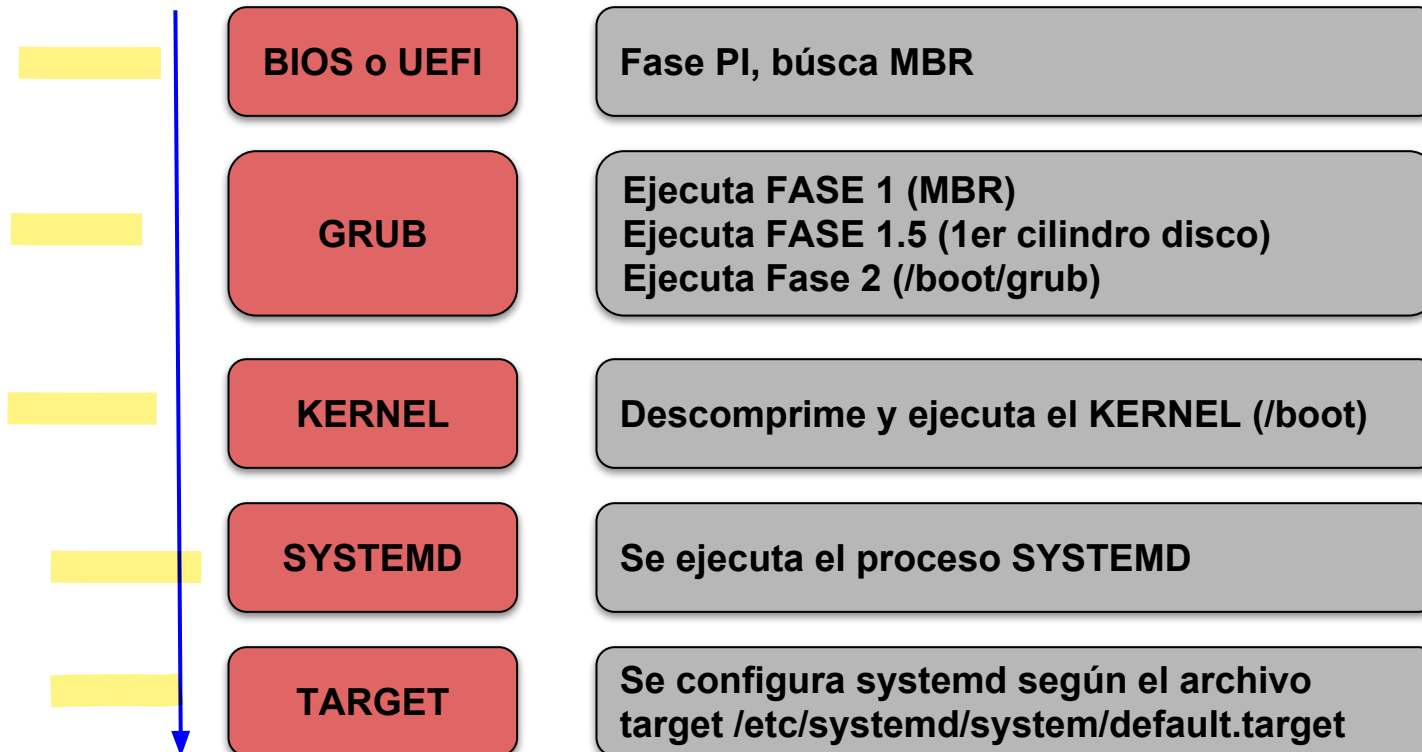 BIOS o UEFI
Fase PI, búsca MBR
GRUB
Ejecuta FASE 1 (MBR)
Ejecuta FASE 1.5 (1er cilindro disco)
Ejecuta Fase 2 (/boot/grub)
KERNEL
Descomprime y ejecuta el KERNEL (/boot)
SYSTEMD
Se ejecuta el proceso SYSTEMD
TARGET
Se configura systemd según el archivo
target /etc/systemd/system/default.target